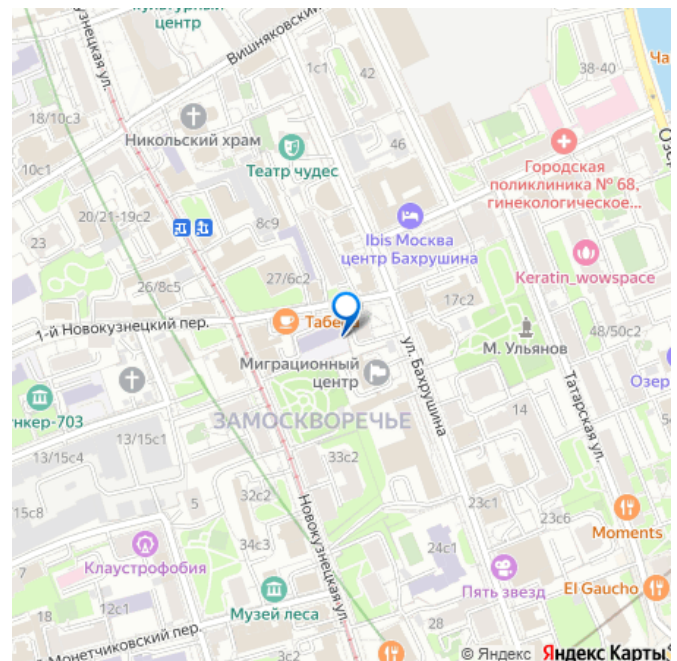 культурный
центр
Вишняковский
знецкая ул.
1с1
42
38-40
18/10с3
Никольский храм
Театр чудес
46
10с1
Городская
поликлиника № 68,
гинекологическое...
20/21-19с2
8с9
23
Ibis Москва
центр Бахрушина
Keratin_wowspace
27/6с2
26/8с5
17с2
1-й Новокузнецкий пер.
48/50с2
М. Ульянов
Миграционный
центр
ул. Бахрушина
Озер
Татарская ул.
нкер-703
ЗАМОСКВОРЕЧЬЕ
14
13/15с1
13/15с4
33с2
32с2
5
23с1
15с8
Новокузнецкая ул.
23с6
34с3
24с1
Moments
Клаустрофобия
7
Пять звезд
El Gaucho
12с1
18
Музей леса
28
Монетчиковский пер.
3с2
© Яндекс Яндекс Карты